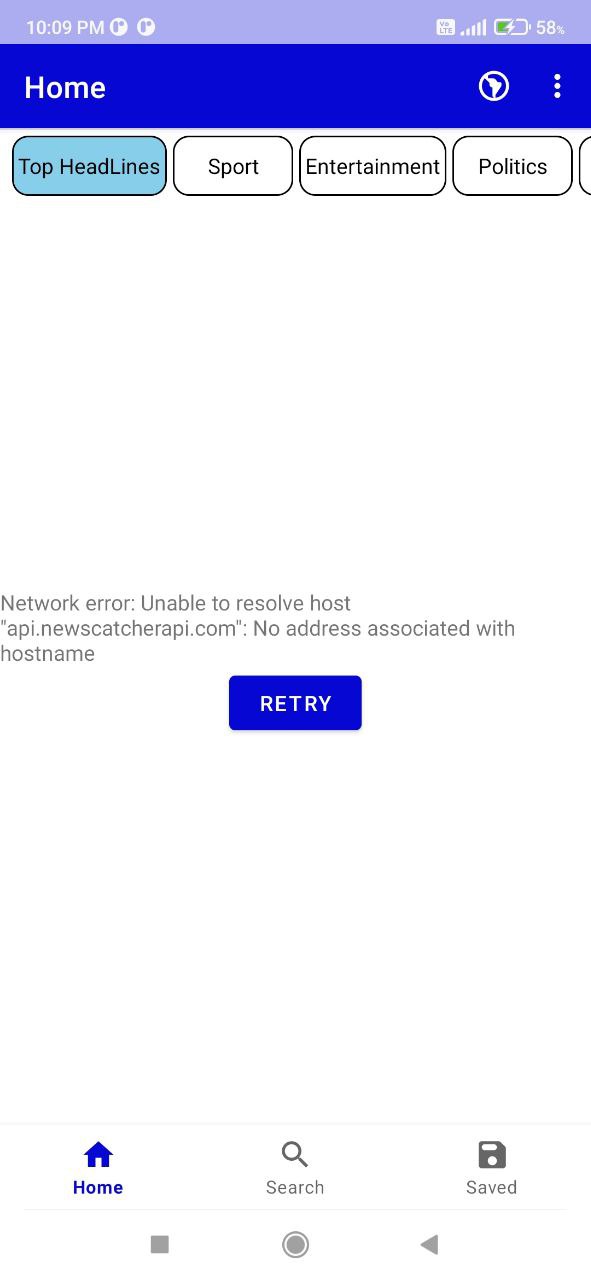 10:09 PM Vo LTE 58%
Home
Top HeadLines Sport Entertainment Politics
Network error: Unable to resolve host
"api.newscatcherapi.com": No address associated with
hostname
RETRY
Home Search Saved